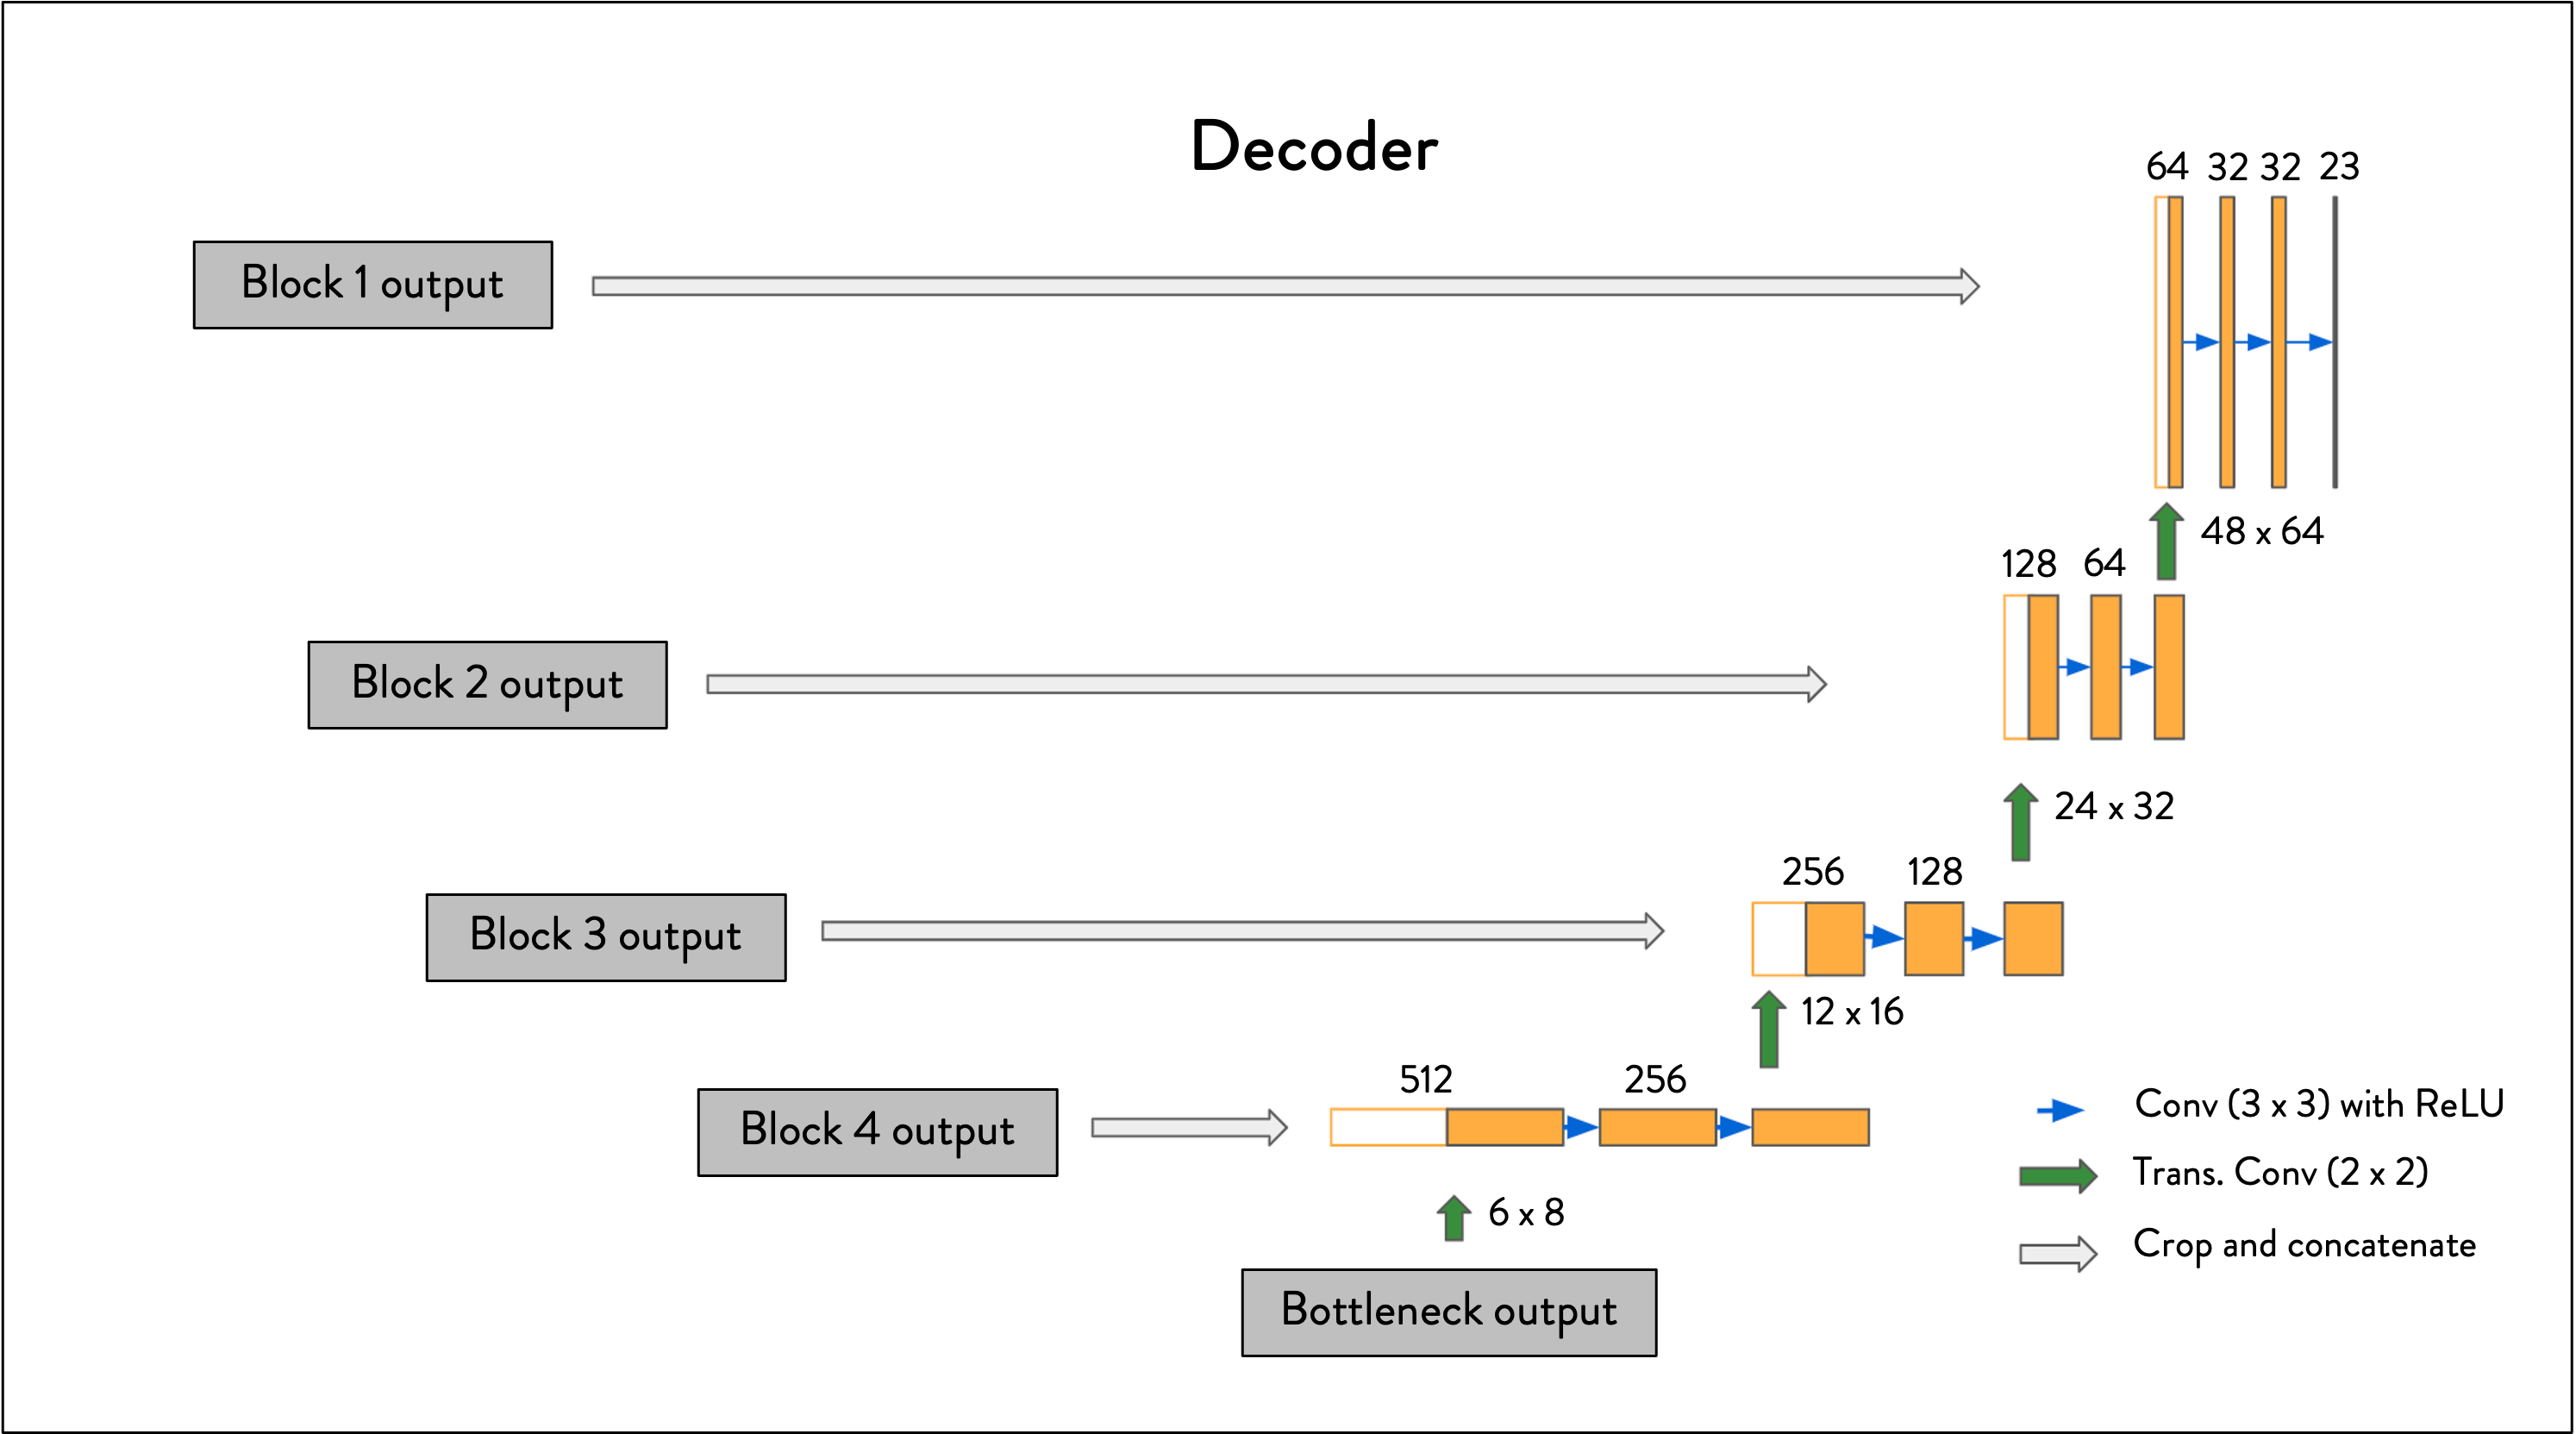 Decoder
64 32 32 23
Block 1 output
48 x 64
128 64
Block 2 output
24 x 32
256 128
Block 3 output
12 x 16
512 256
Block 4 output
6 x 8
Bottleneck output
Conv (3 x 3) with ReLU
Trans. Conv (2 x 2)
Crop and concatenate